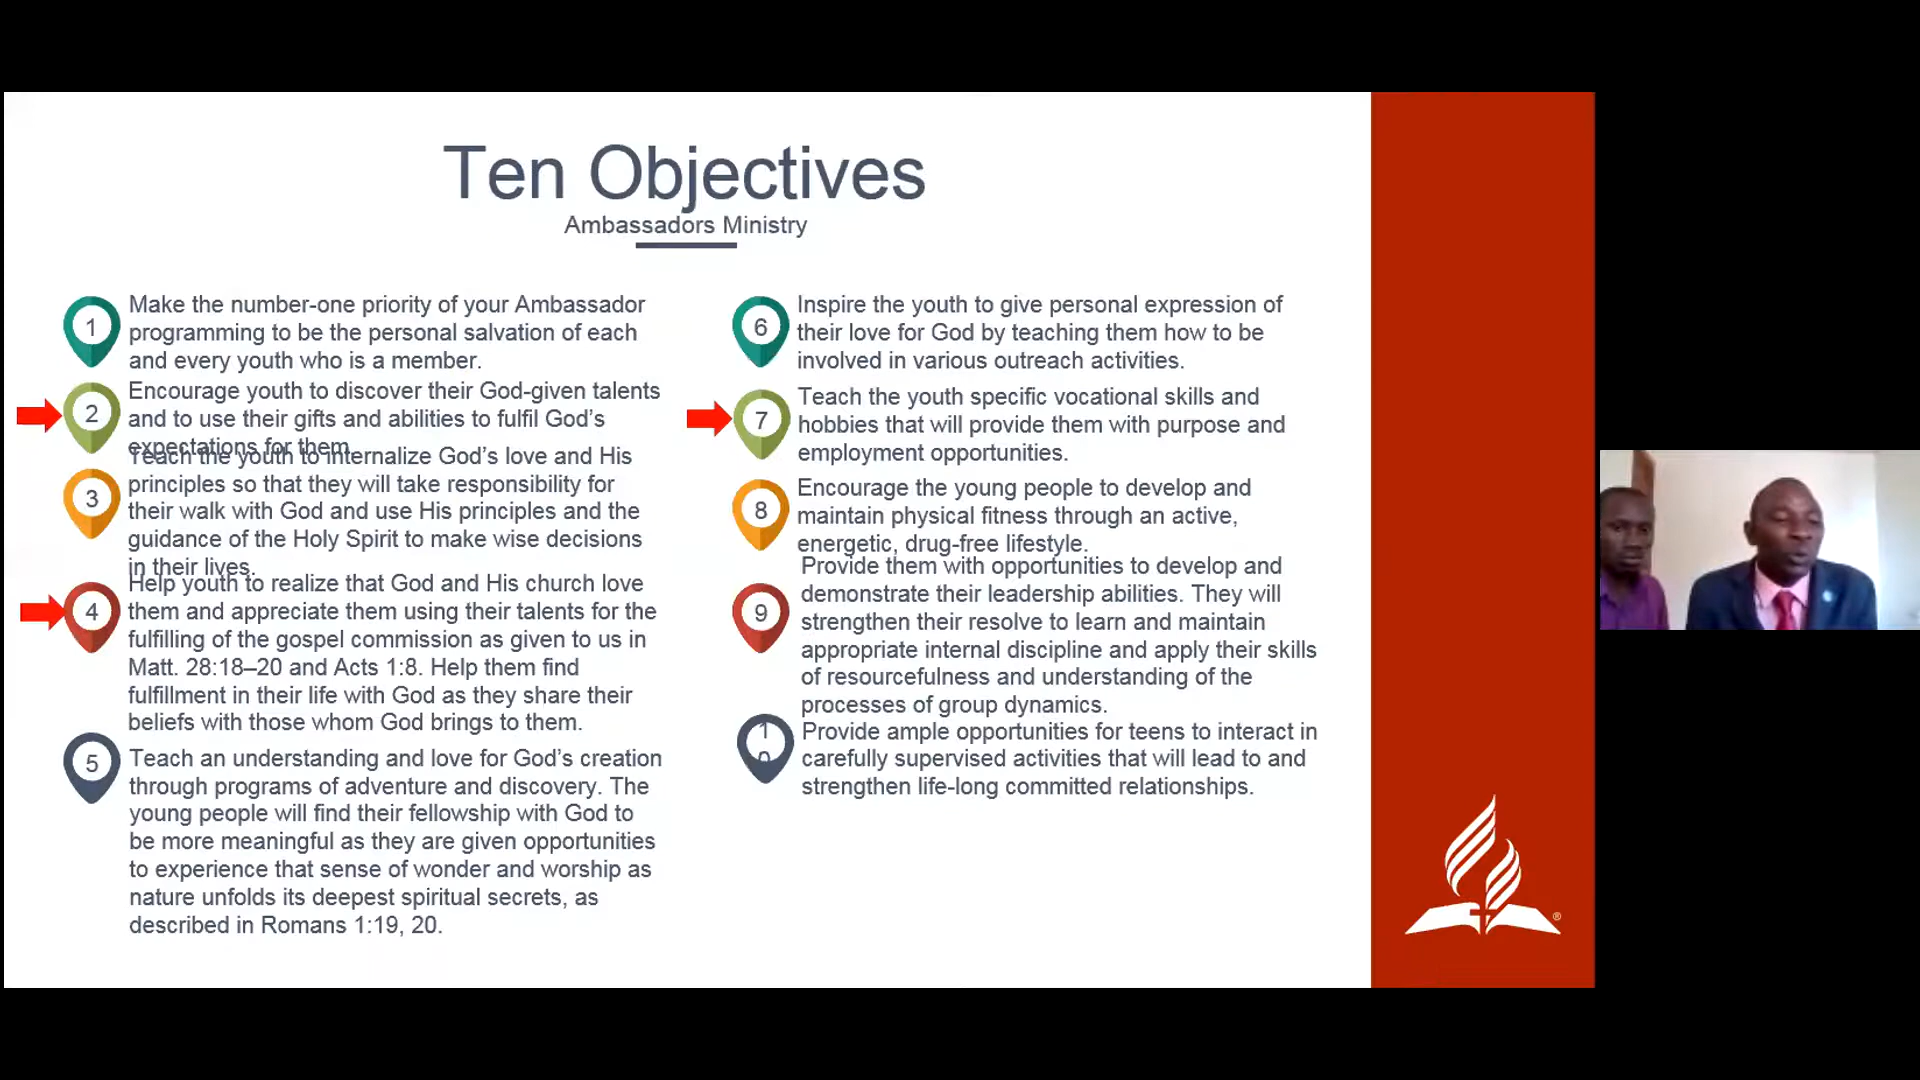 Ten Objectives
Ambassadors Ministry
1
Make the number-one priority of your Ambassador
programming to be the personal salvation of each
and every youth who is a member.
2
Encourage youth to discover their God-given talents
and to use their gifts and abilities to fulfil God’s
expectations for them.
3
Teach the youth to internalize God’s love and His
principles so that they will take responsibility for
their walk with God and use His principles and the
guidance of the Holy Spirit to make wise decisions
in their lives.
4
Help youth to realize that God and His church love
them and appreciate them using their talents for the
fulfilling of the gospel commission as given to us in
Matt. 28:18–20 and Acts 1:8. Help them find
fulfillment in their life with God as they share their
beliefs with those whom God brings to them.
5
Teach an understanding and love for God’s creation
through programs of adventure and discovery. The
young people will find their fellowship with God to
be more meaningful as they are given opportunities
to experience that sense of wonder and worship as
nature unfolds its deepest spiritual secrets, as
described in Romans 1:19, 20.
6
Inspire the youth to give personal expression of
their love for God by teaching them how to be
involved in various outreach activities.
7
Teach the youth specific vocational skills and
hobbies that will provide them with purpose and
employment opportunities.
8
Encourage the young people to develop and
maintain physical fitness through an active,
energetic, drug-free lifestyle.
9
Provide them with opportunities to develop and
demonstrate their leadership abilities. They will
strengthen their resolve to learn and maintain
appropriate internal discipline and apply their skills
of resourcefulness and understanding of the
processes of group dynamics.
10
Provide ample opportunities for teens to interact in
carefully supervised activities that will lead to and
strengthen life-long committed relationships.
®